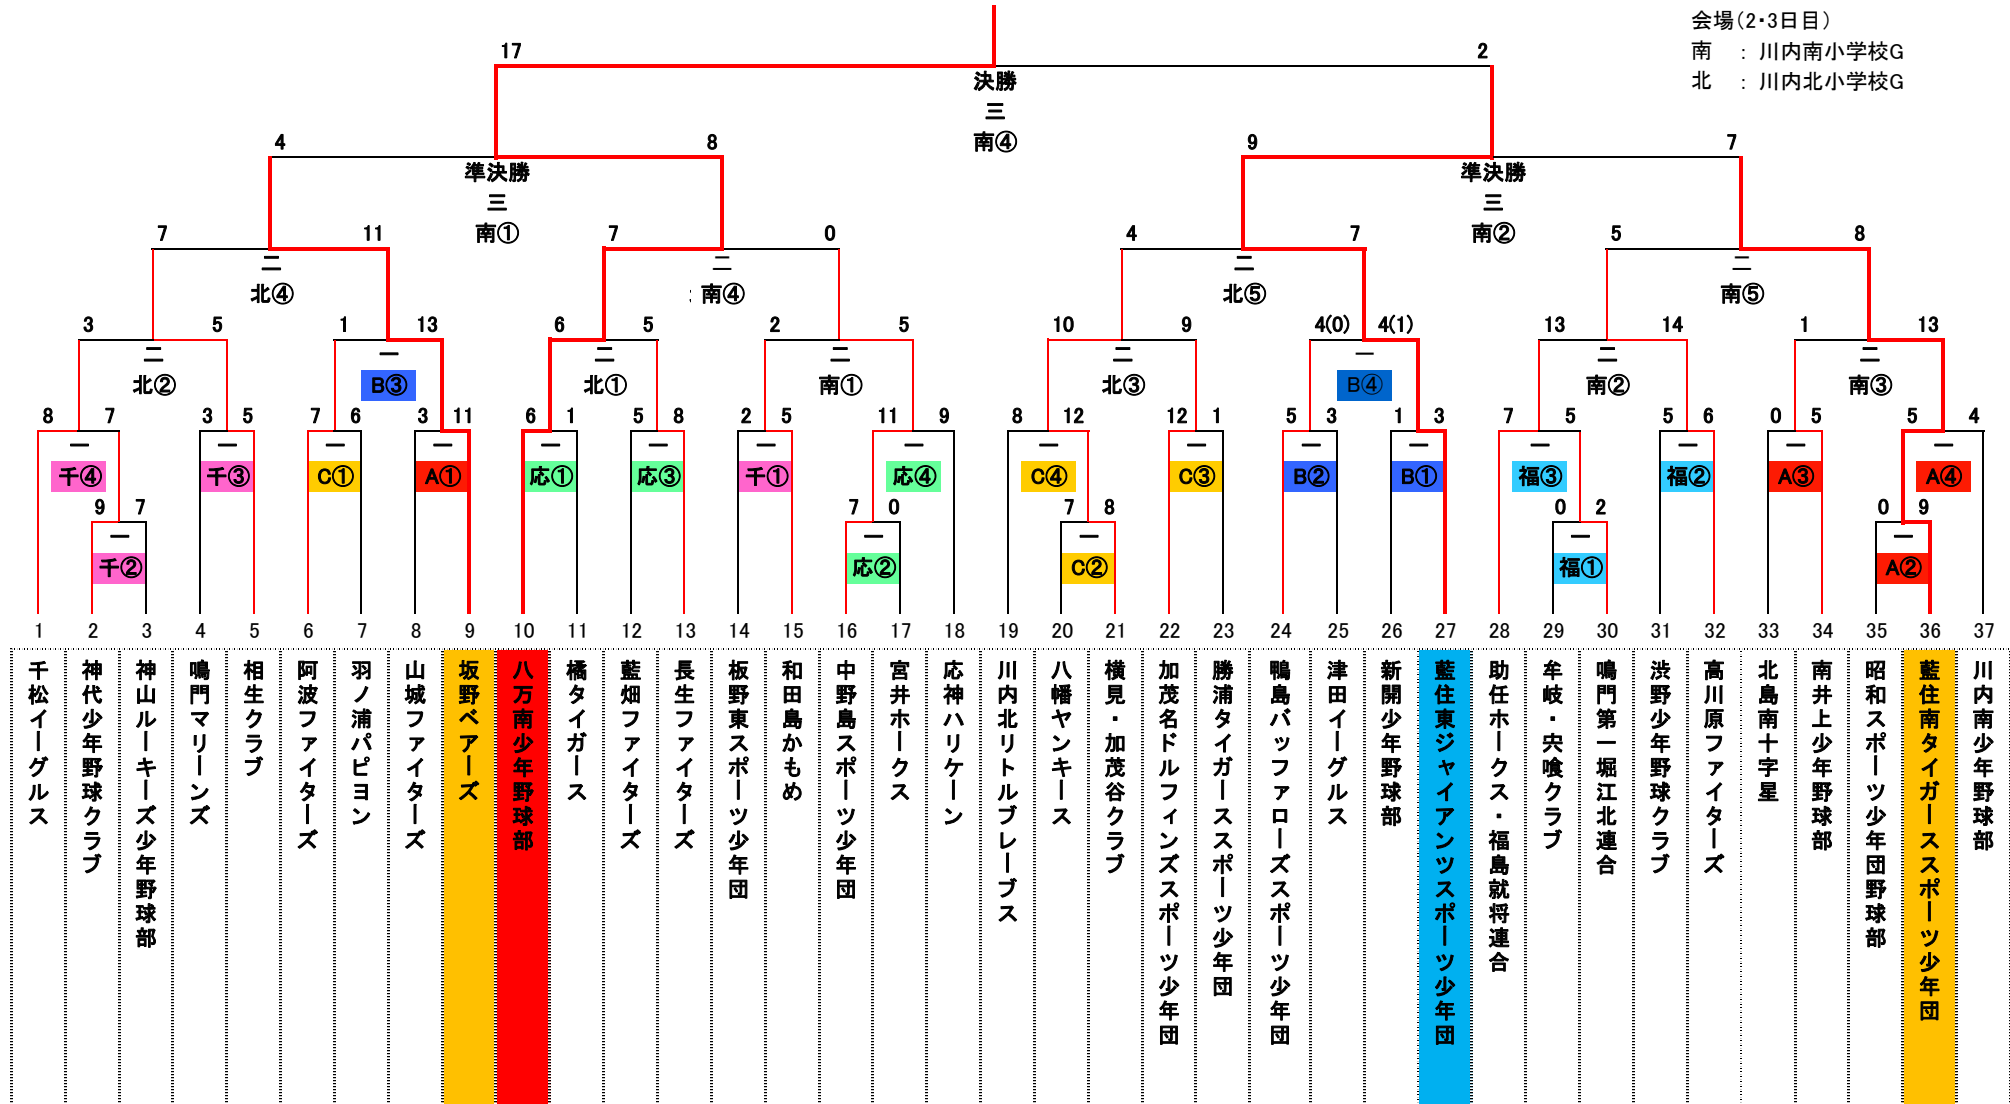 会場(2・3日目)
南 : 川内南小学校G
北 : 川内北小学校G
17 2
決勝
三
南④
4 8 9 7
準決勝 準決勝
三 三
南① 南②
7 11 7 0 4 7 5 8
二 二 二 二
北④ : 南④ 北⑤ 南⑤
3 5 1 13 6 5 2 5 10 9 4(0) 4(1) 13 14 1 13
二 一 二 二 二 一 二 二
北② B③ 北① 南① 北③ B④ 南② 南③
8 7 3 5 7 6 3 11 6 1 5 8 2 5 11 9 8 12 12 1 5 3 1 3 7 5 5 6 0 5 5 4
一 一 一 一 一 一 一 一 一 一 一 一 一 一 一 一
千④ 千③ C① A① 応① 応③ 千① 応④ C④ C③ B② B① 福③ 福② A③ A④
9 7 7 0 7 8 0 2 0 9
一 一 一 一 一
千② 応② C② 福① A②
1 2 3 4 5 6 7 8 9 10 11 12 13 14 15 16 17 18 19 20 21 22 23 24 25 26 27 28 29 30 31 32 33 34 35 36 37
千松イーグルス
神代少年野球クラブ
神山ルーキーズ少年野球部
鳴門マリーンズ
相生クラブ
阿波ファイターズ
羽ノ浦パピヨン
山城ファイターズ
坂野ベアーズ
八万南少年野球部
橘タイガース
藍畑ファイターズ
長生ファイターズ
板野東スポーツ少年団
和田島かもめ
中野島スポーツ少年団
宮井ホークス
応神ハリケーン
川内北リトルブレーブス
八幡ヤンキース
横見・加茂谷クラブ
加茂名ドルフィンズスポーツ少年団
勝浦タイガーススポーツ少年団
鴨島バッファローズスポーツ少年団
津田イーグルス
新開少年野球部
藍住東ジャイアンツスポーツ少年団
助任ホークス・福島就将連合
牟岐・宍喰クラブ
鳴門第一堀江北連合
渋野少年野球クラブ
高川原ファイターズ
北島南十字星
南井上少年野球部
昭和スポーツ少年団野球部
藍住南タイガーススポーツ少年団
川内南少年野球部